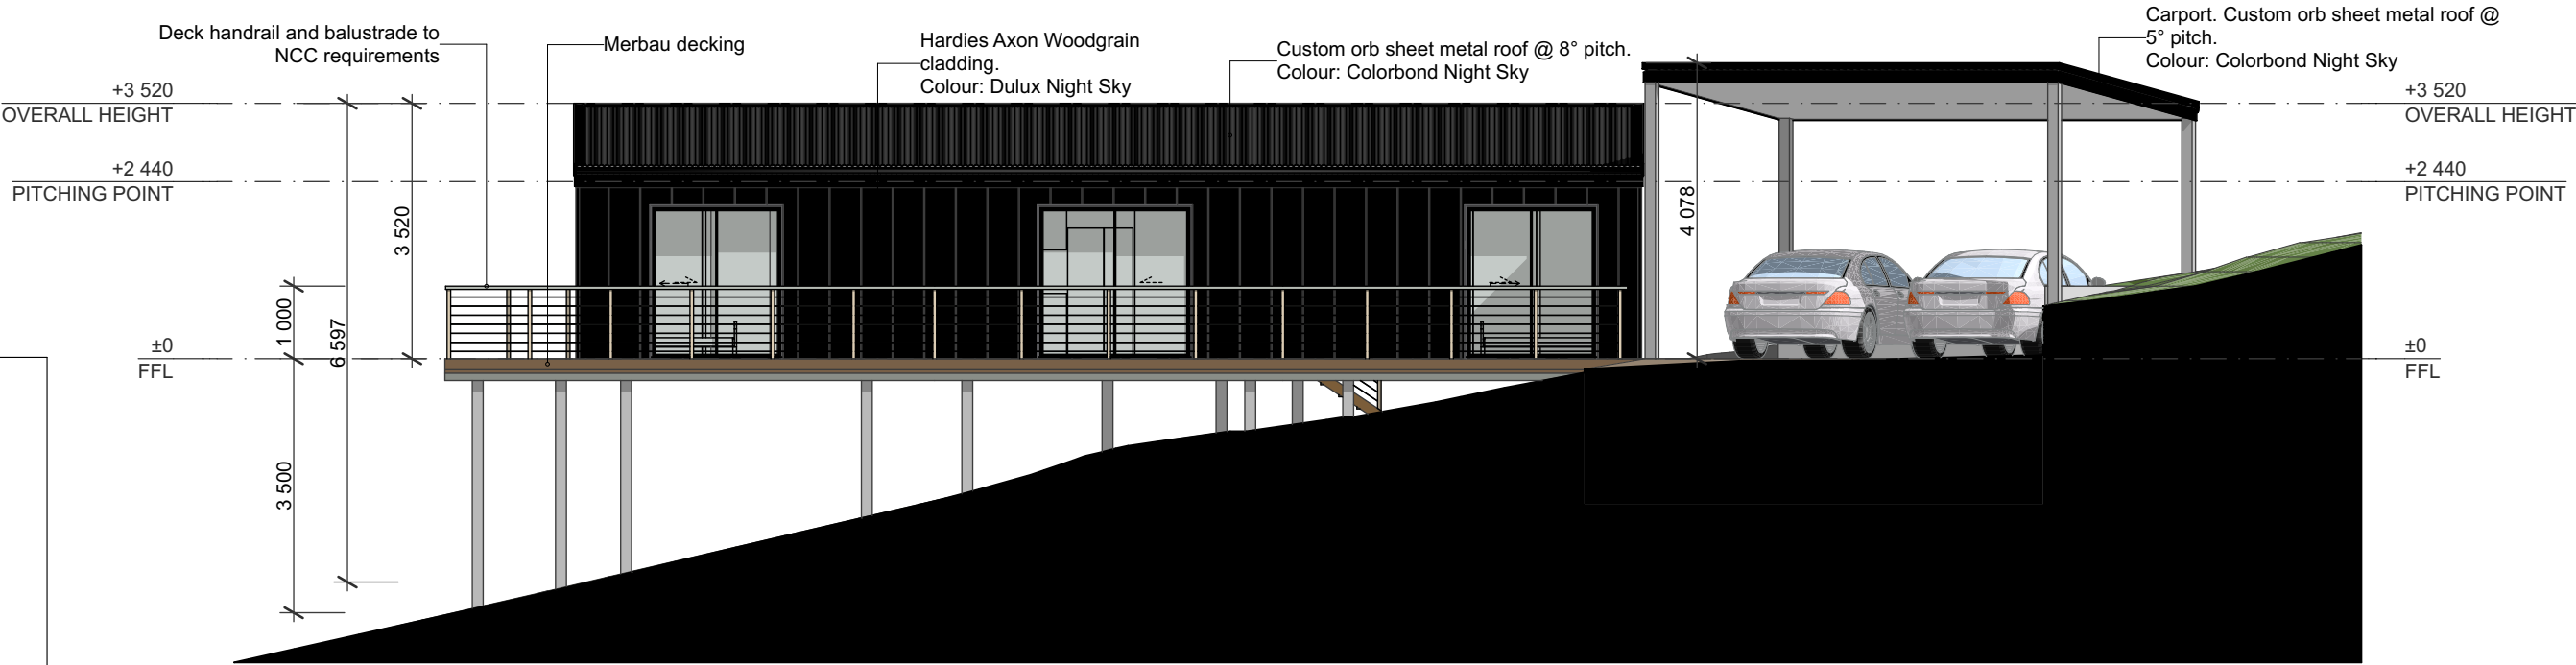 Deck handrail and balustrade to
NCC requirements
Merbau decking
Hardies Axon Woodgrain
cladding.
Colour: Dulux Night Sky
Custom orb sheet metal roof @ 8° pitch.
Colour: Colorbond Night Sky
Carport. Custom orb sheet metal roof @
5° pitch.
Colour: Colorbond Night Sky
+3 520
OVERALL HEIGHT
+2 440
PITCHING POINT
±0
FFL
1 000
3 500
6 597
3 520
4 078
+3 520
OVERALL HEIGHT
+2 440
PITCHING POINT
±0
FFL